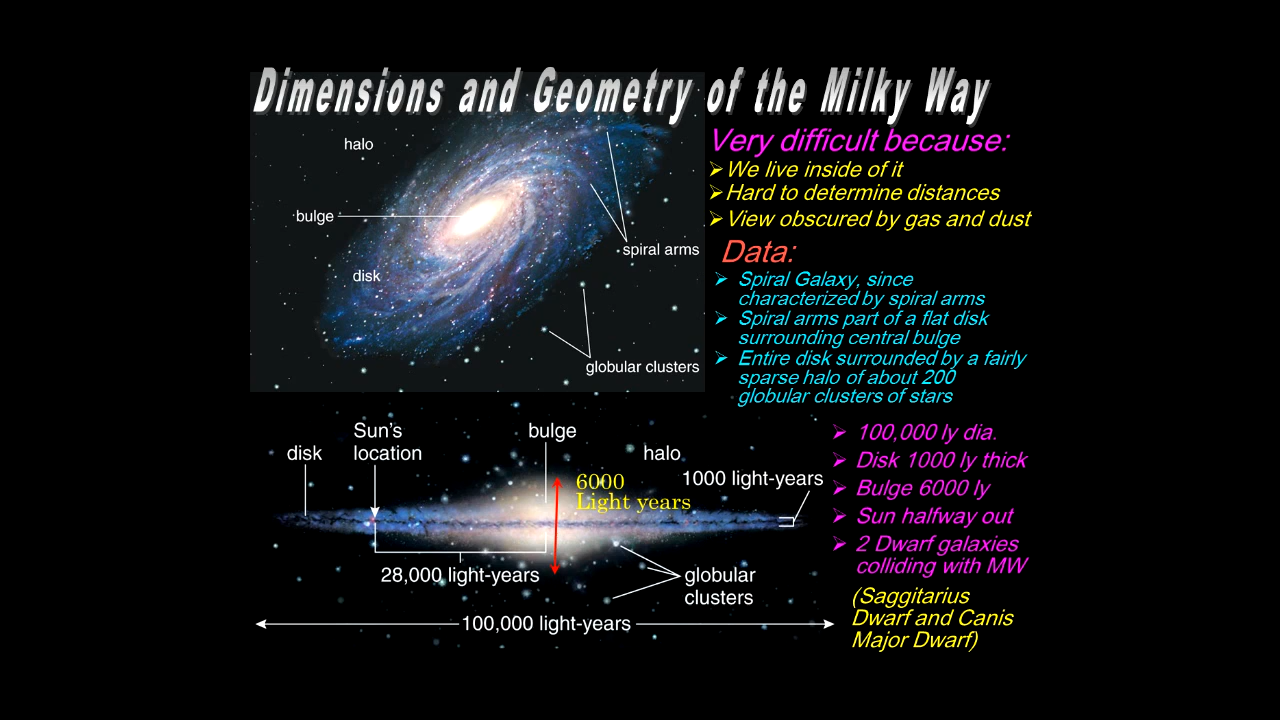 Dimensions and Geometry of the Milky Way
halo
bulge
disk
spiral arms
globular clusters
Very difficult because:
➢We live inside of it
➢Hard to determine distances
➢View obscured by gas and dust
Data:
➢ Spiral Galaxy, since
characterized by spiral arms
➢ Spiral arms part of a flat disk
surrounding central bulge
➢ Entire disk surrounded by a fairly
sparse halo of about 200
globular clusters of stars
disk
Sun's
location
bulge
halo
1000 light-years
6000
Light years
28,000 light-years
globular
clusters
100,000 light-years
➢ 100,000 ly dia.
➢ Disk 1000 ly thick
➢ Bulge 6000 ly
➢ Sun halfway out
➢ 2 Dwarf galaxies
colliding with MW
(Saggitarius
Dwarf and Canis
Major Dwarf)